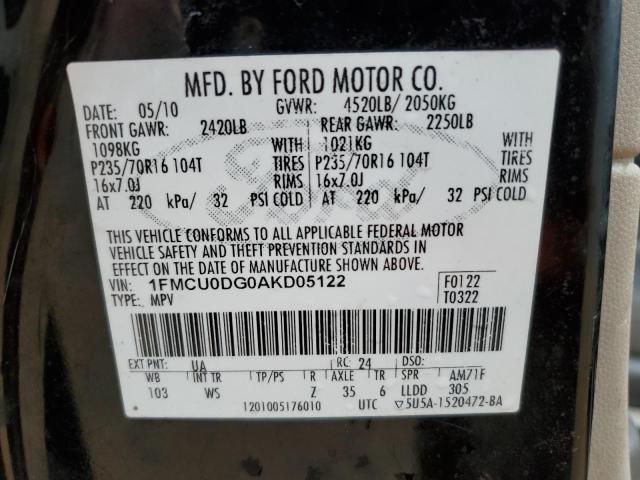 MFD. BY FORD MOTOR CO.
DATE: 05/10 GVWR: 4520LB/ 2050KG
FRONT GAWR: 2420LB REAR GAWR: 2250LB
1098KG WITH 1021KG WITH
P235/70R16 104T TIRES P235/70R16 104T TIRES
16x7.0J RIMS 16x7.0J RIMS
AT 220 kPa/ 32 PSI COLD AT 220 kPa/ 32 PSI COLD
Ford
THIS VEHICLE CONFORMS TO ALL APPLICABLE FEDERAL MOTOR
VEHICLE SAFETY AND THEFT PREVENTION STANDARDS IN
EFFECT ON THE DATE OF MANUFACTURE SHOWN ABOVE.
VIN: 1FMCU0DG0AKD05122 F0122
TYPE: MPV T0322
EXT PNT: UA RC: 24 DSO:
WB INT TR TP/PS R AXLE TR SPR AM71F
103 WS Z 35 6 LLDD 305
1201005176010 UTC ▽5U5A-1520472-BA